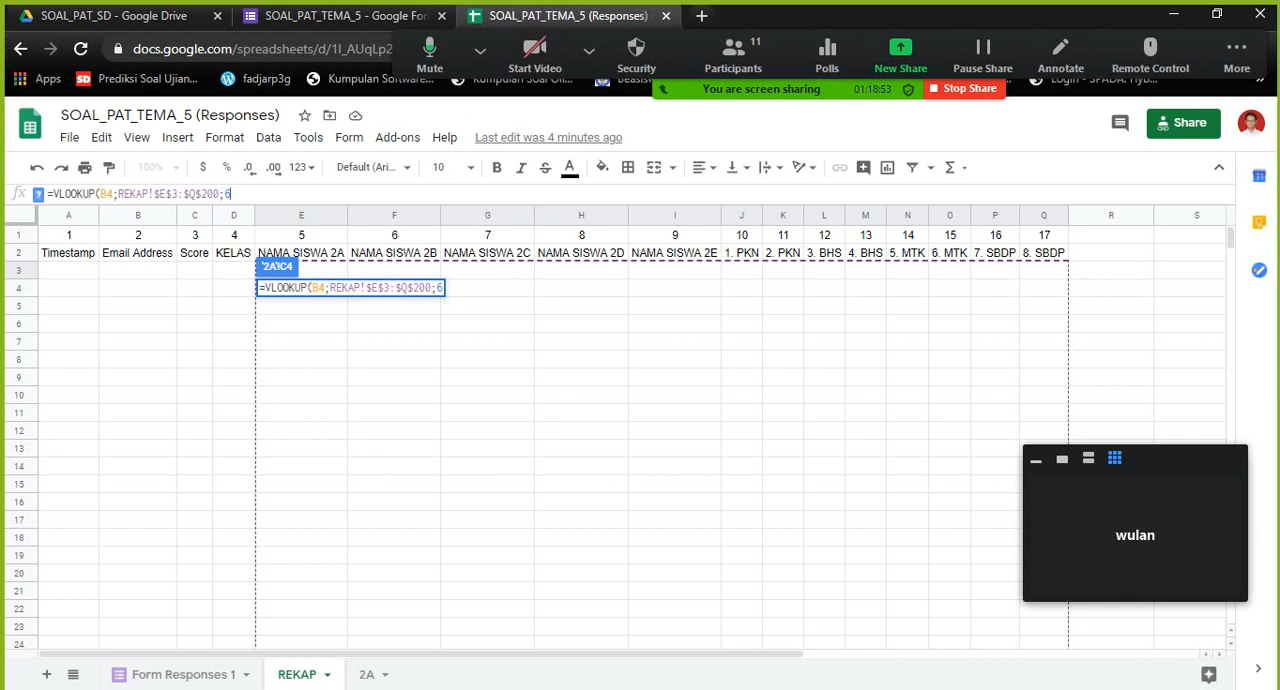 SOAL_PAT_SD - Google Drive
SOAL_PAT_TEMA_5 - Google For
SOAL_PAT_TEMA_5 (Responses)
docs.google.com/spreadsheets/d/1I_AUqLp2
Mute
Start Video
Security
11
Participants
Polls
New Share
Pause Share
Annotate
Remote Control
More
Apps
SD Prediksi Soal Ujian...
fadjarp3g
Kumpulan Software...
You are screen sharing
01:18:53
Stop Share
SOAL_PAT_TEMA_5 (Responses)
File Edit View Insert Format Data Tools Form Add-ons Help Last edit was 4 minutes ago
Share
100% $ % .0 .00 123 Default (Ari... 10 B I S A
fx ? =VLOOKUP(B4;REKAP!$E$3:$Q$200;6
A B C D E F G H I J K L M N O P Q R S
1 1 2 3 4 5 6 7 8 9 10 11 12 13 14 15 16 17
2 Timestamp Email Address Score KELAS NAMA SISWA 2A NAMA SISWA 2B NAMA SISWA 2C NAMA SISWA 2D NAMA SISWA 2E 1. PKN 2. PKN 3. BHS 4. BHS 5. MTK 6. MTK 7. SBDP 8. SBDP
3 '2A'!C4
4 =VLOOKUP(B4;REKAP!$E$3:$Q$200;6
5
6
7
8
9
10
11
12
13
14
15
16
17
18
19
20
21
22
23
24
wulan
Form Responses 1 REKAP 2A